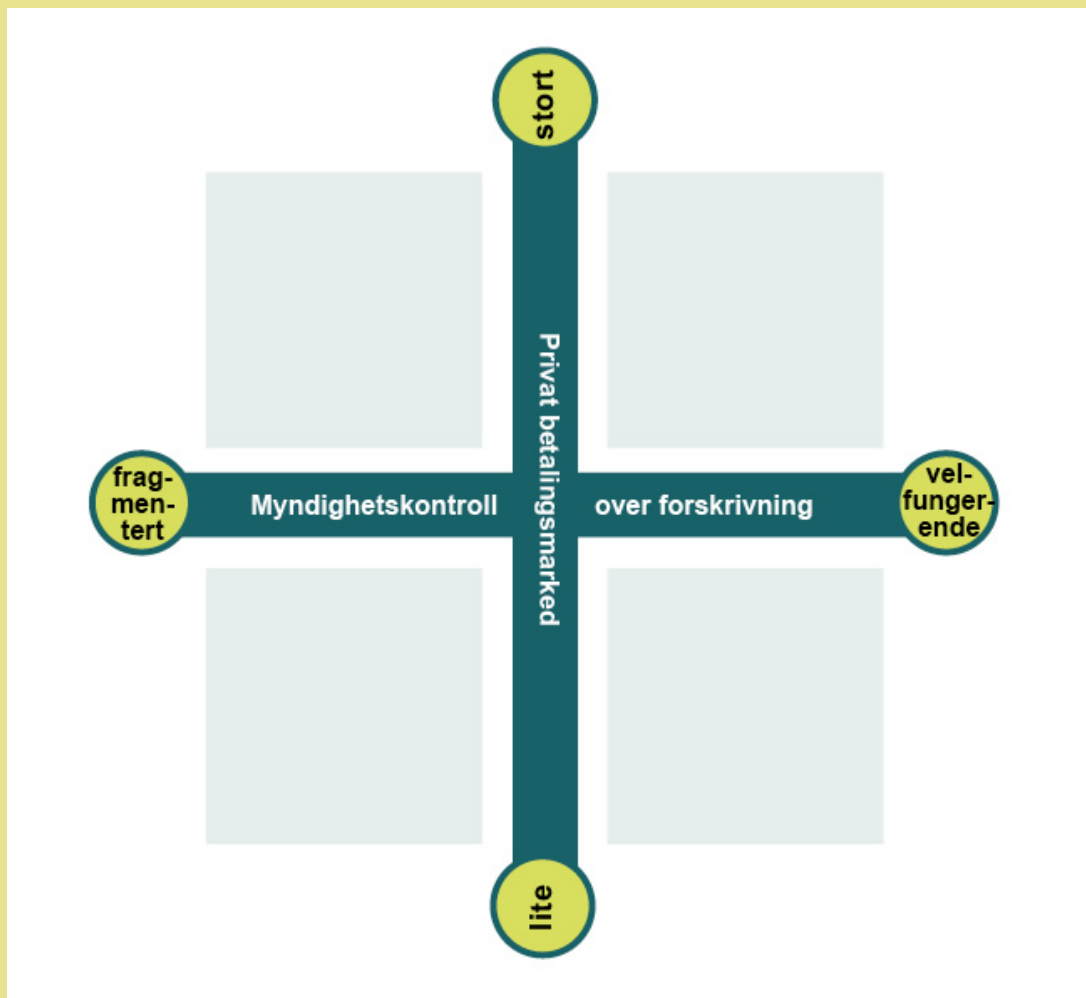 stort
Privat betalingsmarked
frag-
men-
tert
Myndighetskontroll over forskrivning
vel-
funger-
ende
lite